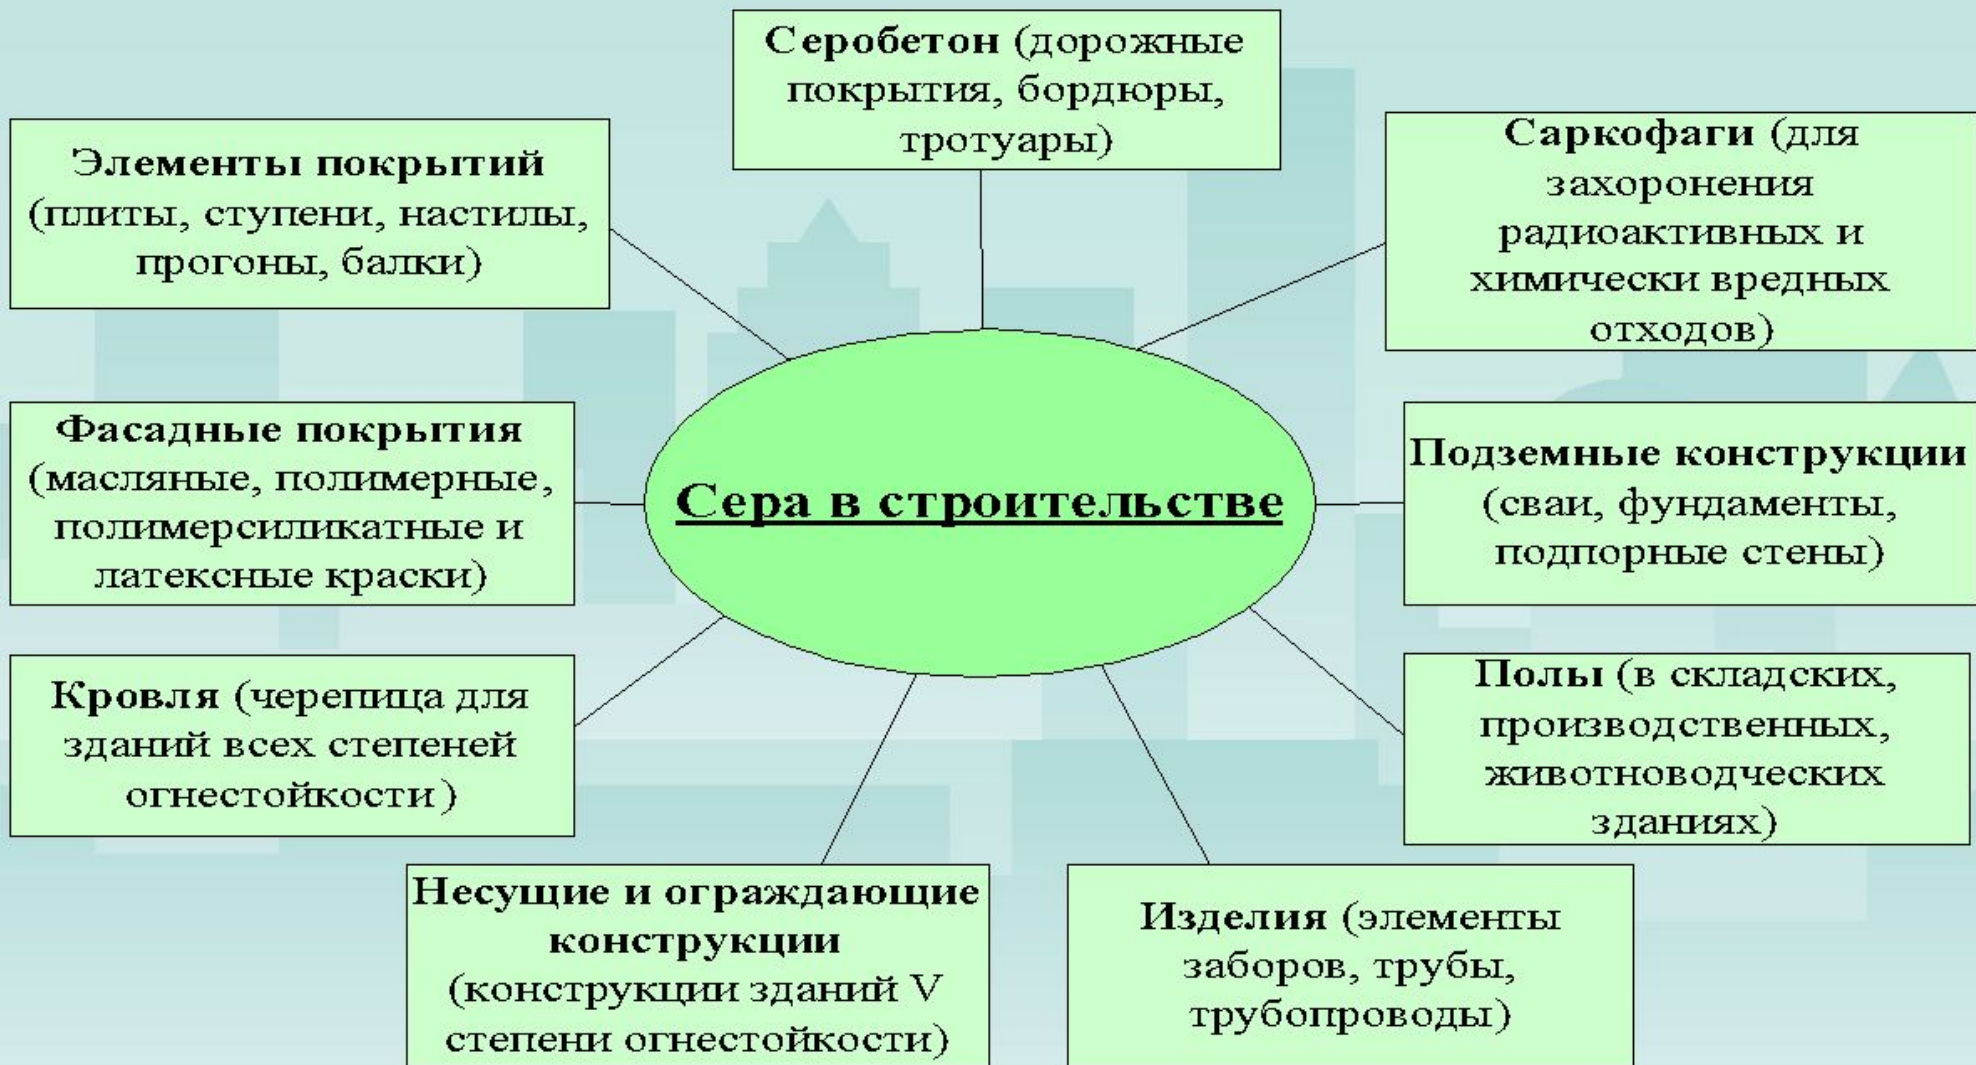 Серобетон (дорожные
покрытия, бордюры,
тротуары)
Элементы покрытий
(плиты, ступени, настилы,
прогоны, балки)
Саркофаги (для
захоронения
радиоактивных и
химически вредных
отходов)
Фасадные покрытия
(масляные, полимерные,
полимерсиликатные и
латексные краски)
Сера в строительстве
Подземные конструкции
(сваи, фундаменты,
подпорные стены)
Кровля (черепица для
зданий всех степеней
огнестойкости)
Полы (в складских,
производственных,
животноводческих
зданиях)
Несущие и ограждающие
конструкции
(конструкции зданий V
степени огнестойкости)
Изделия (элементы
заборов, трубы,
трубопроводы)